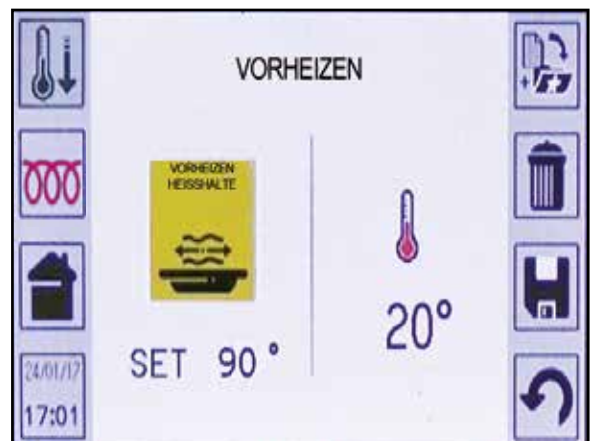 VORHEIZEN
VORHEIZEN
HEISSHALTE
SET 90°
20°
24/01/17
17:01